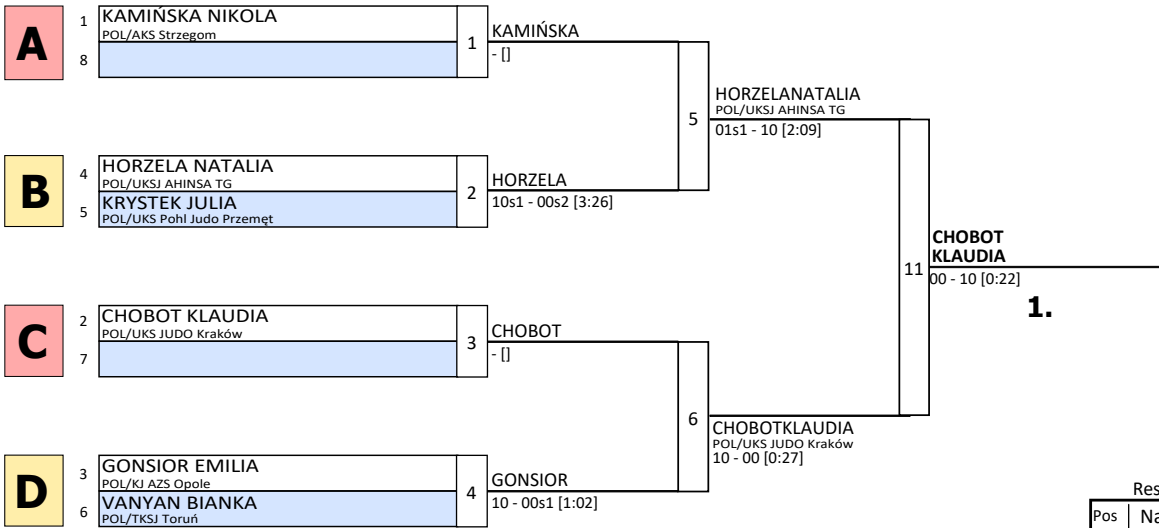 A
1
KAMIŃSKA NIKOLA
POL/AKS Strzegom
8
1
KAMIŃSKA
- []
B
4
HORZELA NATALIA
POL/UKSJ AHINSA TG
5
KRYSTEK JULIA
POL/UKS Pohl Judo Przemęt
2
HORZELA
10s1 - 00s2 [3:26]
5
HORZELANATALIA
POL/UKSJ AHINSA TG
01s1 - 10 [2:09]
C
2
CHOBOT KLAUDIA
POL/UKS JUDO Kraków
7
3
CHOBOT
- []
D
3
GONSIOR EMILIA
POL/KJ AZS Opole
6
VANYAN BIANKA
POL/TKSJ Toruń
4
GONSIOR
10 - 00s1 [1:02]
6
CHOBOTKLAUDIA
POL/UKS JUDO Kraków
10 - 00 [0:27]
11
CHOBOT
KLAUDIA
00 - 10 [0:22]
1.
Res
Pos Na